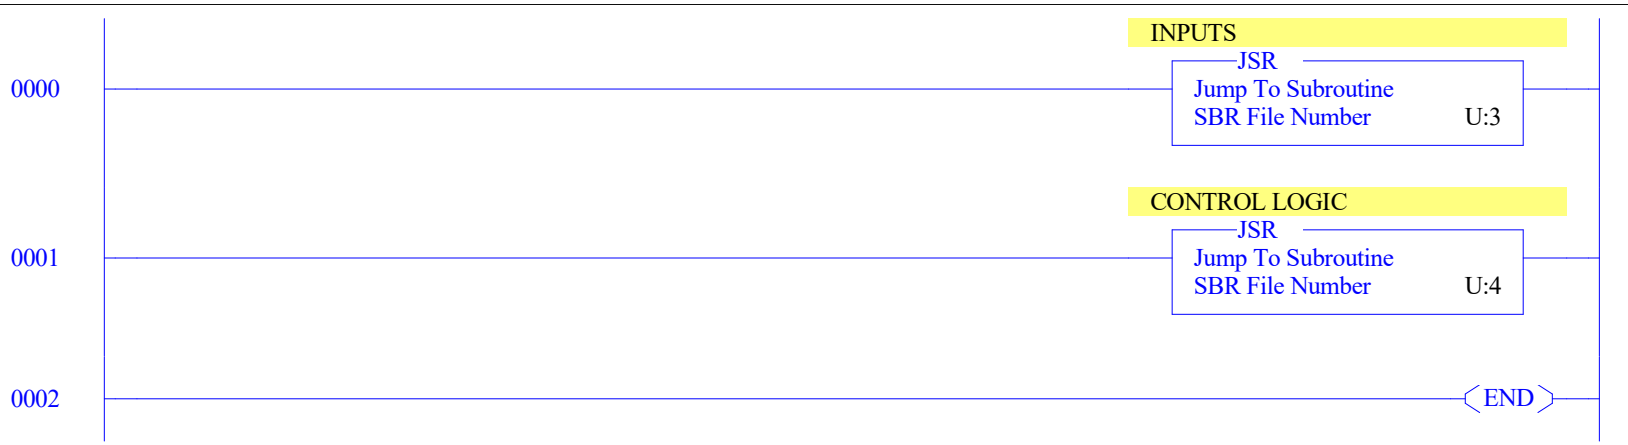 INPUTS
JSR
0000
Jump To Subroutine
SBR File Number U:3
CONTROL LOGIC
JSR
0001
Jump To Subroutine
SBR File Number U:4
0002
END